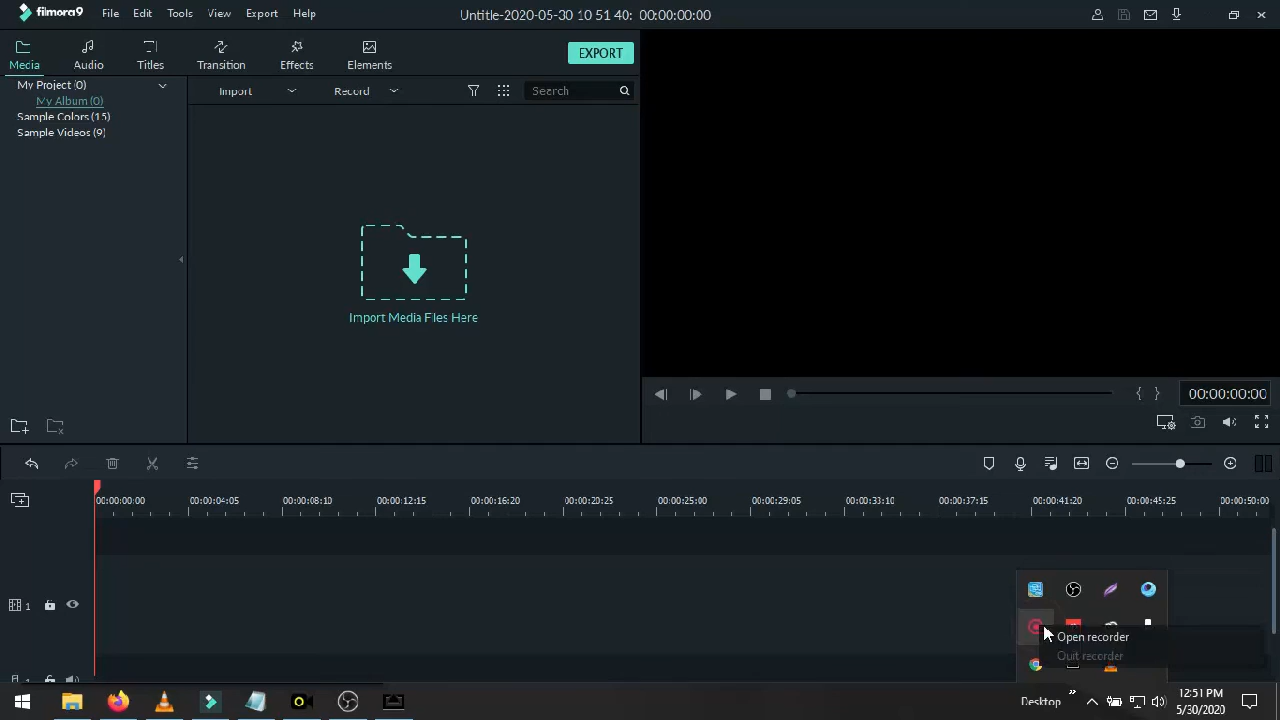 filmora9 File Edit Tools View Export Help Untitle-2020-05-30 10 51 40: 00:00:00:00
Media Audio Titles Transition Effects Elements EXPORT
My Project (0)
My Album (0)
Sample Colors (15)
Sample Videos (9)
Import Record Search
Import Media Files Here
00:00:00:00
00:00:00:00 00:00:04:05 00:00:08:10 00:00:12:15 00:00:16:20 00:00:20:25 00:00:25:00 00:00:29:05 00:00:33:10 00:00:37:15 00:00:41:20 00:00:45:25 00:00:50:00
1
Open recorder
Quit recorder
1
Desktop
12:51 PM
5/30/2020